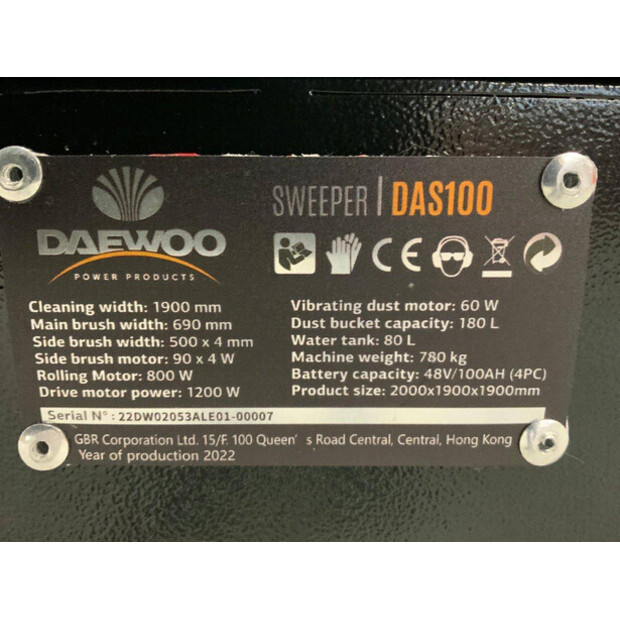 DAEWOO
POWER PRODUCTS
SWEEPER | DAS100
CE
Cleaning width: 1900 mm
Main brush width: 690 mm
Side brush width: 500 x 4 mm
Side brush motor: 90 x 4 W
Rolling Motor: 800 W
Drive motor power: 1200 W
Vibrating dust motor: 60 W
Dust bucket capacity: 180 L
Water tank: 80 L
Machine weight: 780 kg
Battery capacity: 48V/100AH (4PC)
Product size: 2000x1900x1900mm
Serial N° : 22DW02053ALE01-00007
GBR Corporation Ltd. 15/F. 100 Queen' s Road Central, Central, Hong Kong
Year of production 2022